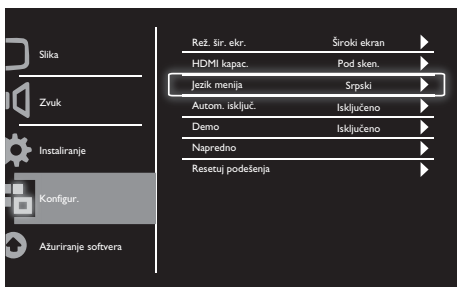 Slika
Zvuk
Instaliranje
Konfigur.
Ažuriranje softvera
Rež. šir. ekr. Široki ekran
HDMI kapac. Pod sken.
Jezik menija Srpski
Autom. isključ. Isključeno
Demo Isključeno
Napredno
Resetuj podešenja